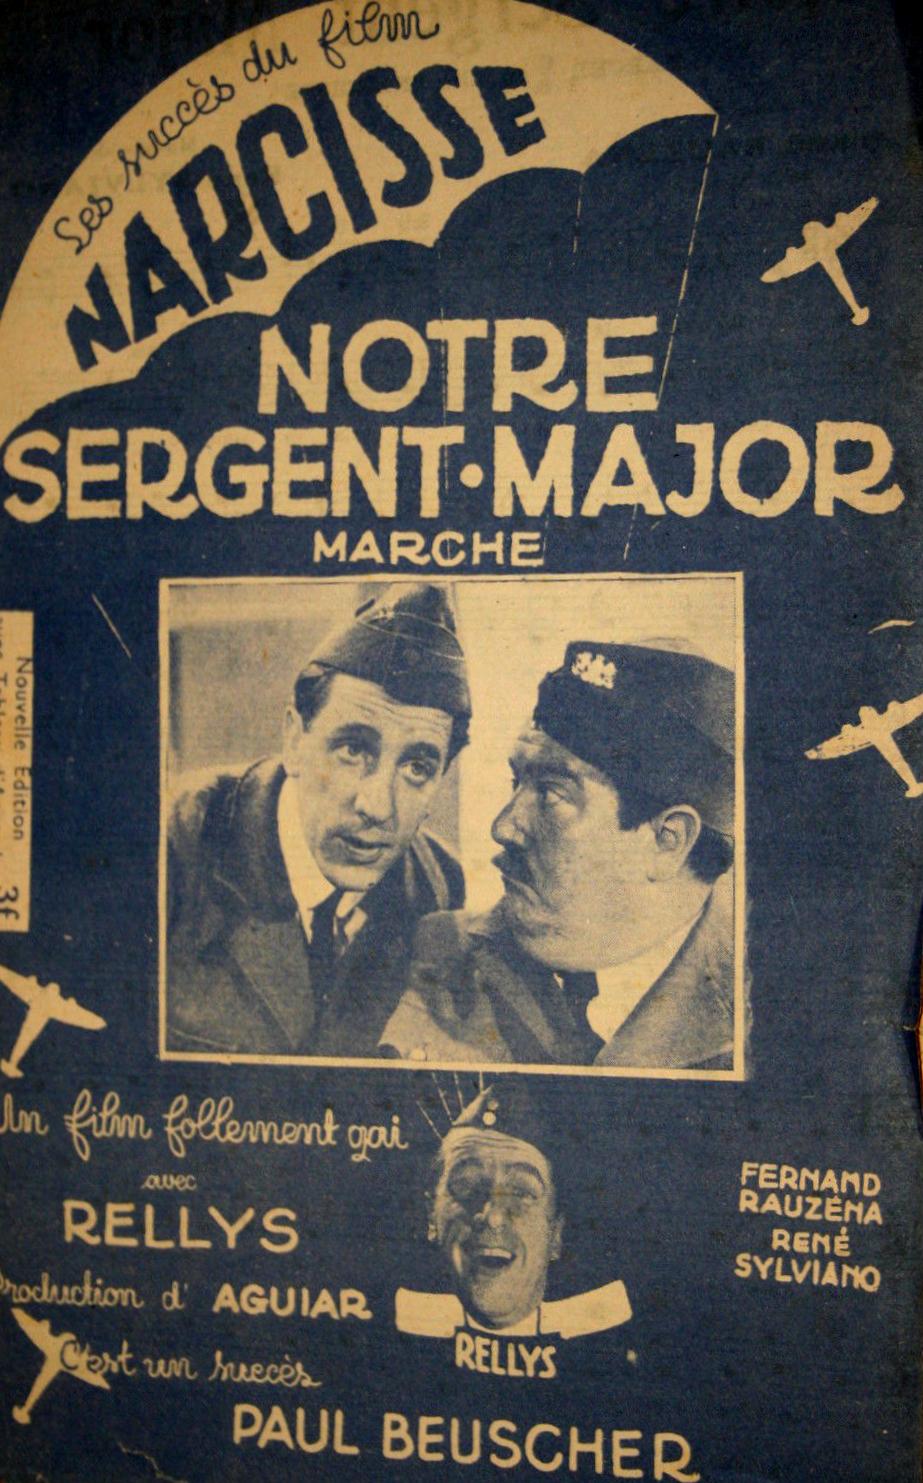 Les succès du film
NARCISSE
NOTRE
SERGENT·MAJOR
MARCHE
Nouvelle Edition
3f
Un film follement gai
avec
RELLYS
Production d' AGUIAR
C'est un succès
PAUL BEUSCHER
RELLYS
FERNAND
RAUZÉNA
RENÉ
SYLVIANO